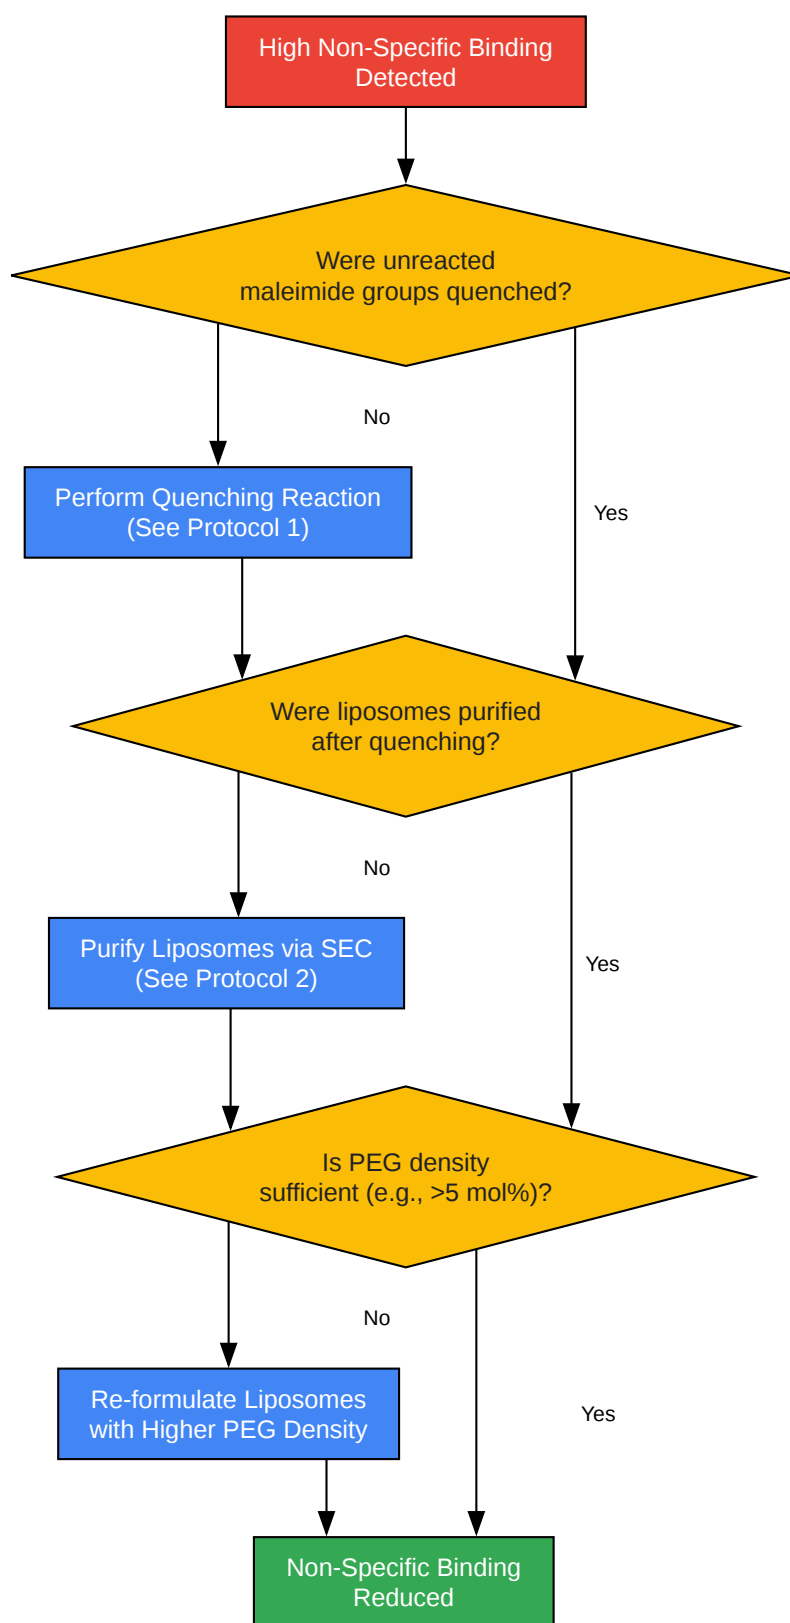 High Non-Specific Binding
Detected
Were unreacted
maleimide groups quenched?
No
Perform Quenching Reaction
(See Protocol 1)
Yes
Were liposomes purified
after quenching?
No
Purify Liposomes via SEC
(See Protocol 2)
Yes
Is PEG density
sufficient (e.g., >5 mol%)?
No
Re-formulate Liposomes
with Higher PEG Density
Yes
Non-Specific Binding
Reduced